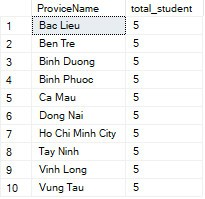 ProviceName total_student
1 Bac Lieu 5
2 Ben Tre 5
3 Binh Duong 5
4 Binh Phuoc 5
5 Ca Mau 5
6 Dong Nai 5
7 Ho Chi Minh City 5
8 Tay Ninh 5
9 Vinh Long 5
10 Vung Tau 5